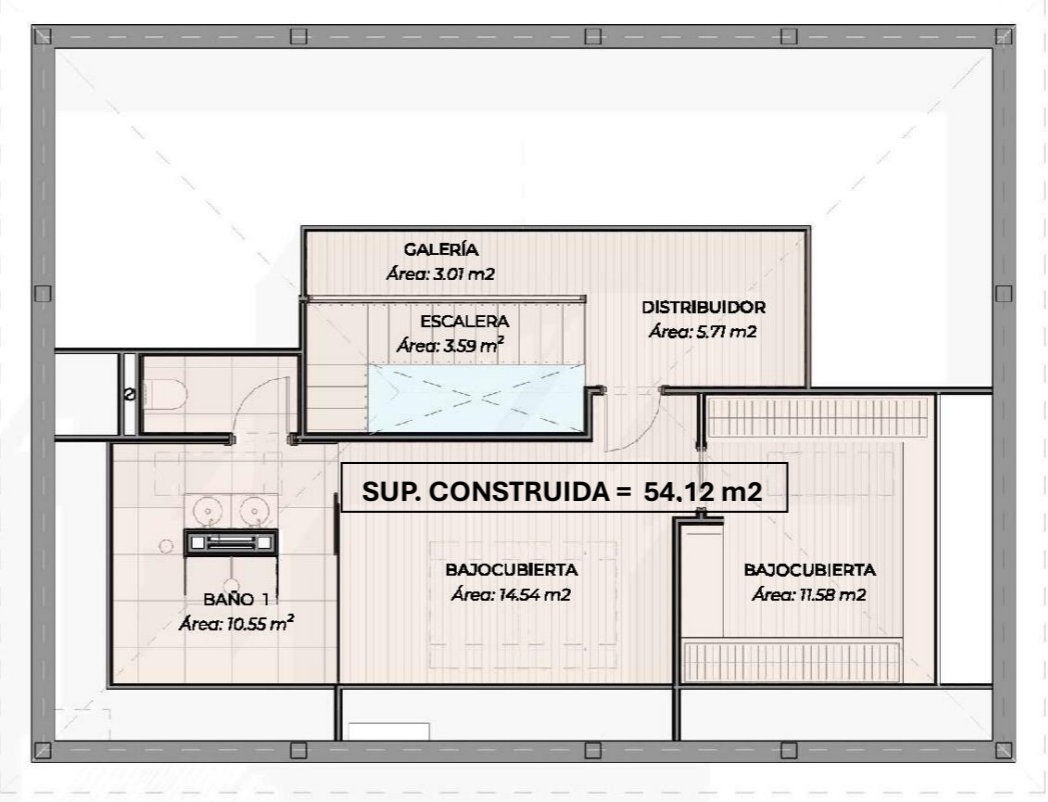 GALERÍA
Área: 3.01 m2
DISTRIBUIDOR
Área: 5.71 m2
ESCALERA
Área: 3.59 m²
SUP. CONSTRUIDA = 54,12 m2
BAJOCUBIERTA
Área: 14.54 m2
BAJOCUBIERTA
Área: 11.58 m2
BAÑO 1
Área: 10.55 m²